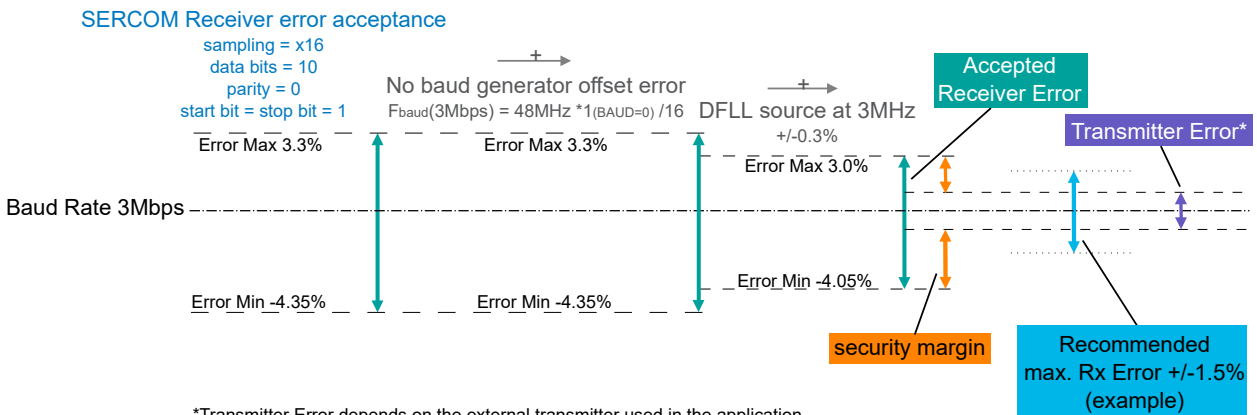 SERCOM Receiver error acceptance
sampling = x16
data bits = 10
parity = 0
start bit = stop bit = 1
+
No baud generator offset error
Fbaud(3Mbps) = 48MHz *1(BAUD=0) /16
+
DFLL source at 3MHz
+/-0.3%
Accepted
Receiver Error
Transmitter Error*
Error Max 3.3%
Error Max 3.3%
Error Max 3.0%
Baud Rate 3Mbps
Error Min -4.35%
Error Min -4.35%
Error Min -4.05%
security margin
Recommended
max. Rx Error +/-1.5%
(example)
*Transmitter Error depends on the external transmitter used in the application